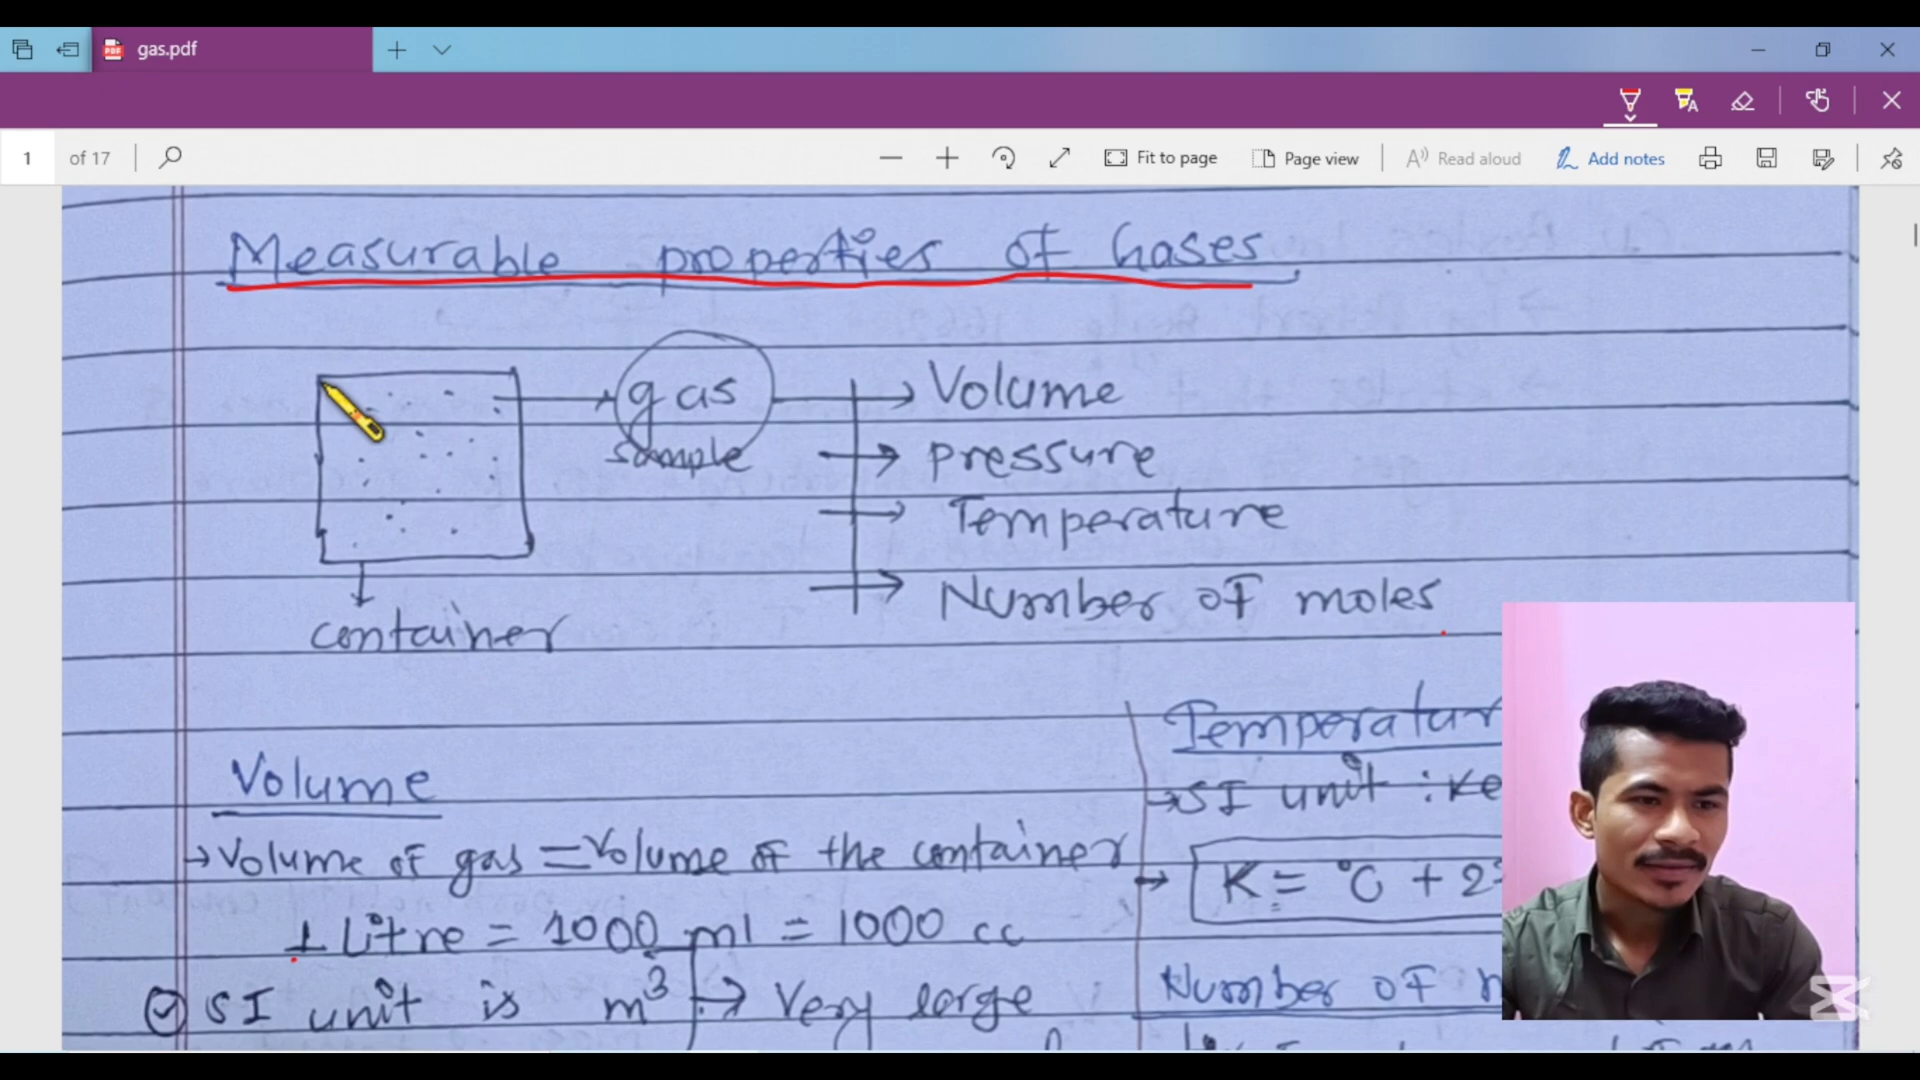 gas.pdf
1 of 17
Fit to page
Page view
Read aloud
Add notes
Measurable properties of Gases
gas
sample
container
Volume
pressure
Temperature
Number of moles
Volume
→ Volume of gas = Volume of the container
1 Litre = 1000 ml = 1000 cc
SI unit is m³ → Very large
Temperatur
→ SI unit : Ke
→ K = °C + 2
Number of